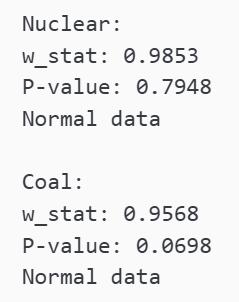 Nuclear:
w_stat: 0.9853
P-value: 0.7948
Normal data
Coal:
w_stat: 0.9568
P-value: 0.0698
Normal data